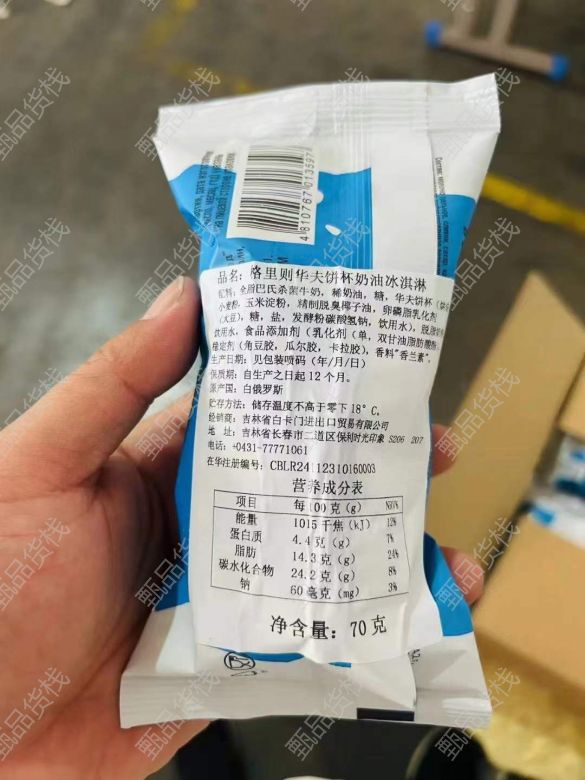 4 810767 013597
品名：格里则华夫饼杯奶油冰淇淋
配料：全脂巴氏杀菌牛奶，稀奶油，糖，华夫饼杯（饼
小麦粉，玉米淀粉，精制脱臭椰子油，卵磷脂乳化剂
（大豆），糖，盐，发酵粉碳酸氢钠，饮用水），脱脂
饮用水，食品添加剂（乳化剂（单，双甘油脂肪酸酯
稳定剂（角豆胶，瓜尔胶，卡拉胶），香料"香兰素"。
生产日期：见包装喷码（年/月/日）
保质期：自生产之日起12个月。
原产国：白俄罗斯
贮存方法：储存温度不高于零下18°C。
经销商：吉林省白卡门进出口贸易有限公司
地 址：吉林省长春市二道区保利时光印象 S206 207
电话：+0431-77771061
在华注册编号：CBLR24112310160003
营养成分表
项目 每100克(g) NRV%
能量 1015 千焦(kJ) 12%
蛋白质 4.4 克(g) 7%
脂肪 14.3 克(g) 24%
碳水化合物 24.2 克(g) 8%
钠 60 毫克(mg) 3%
净含量：70克
甄品货栈